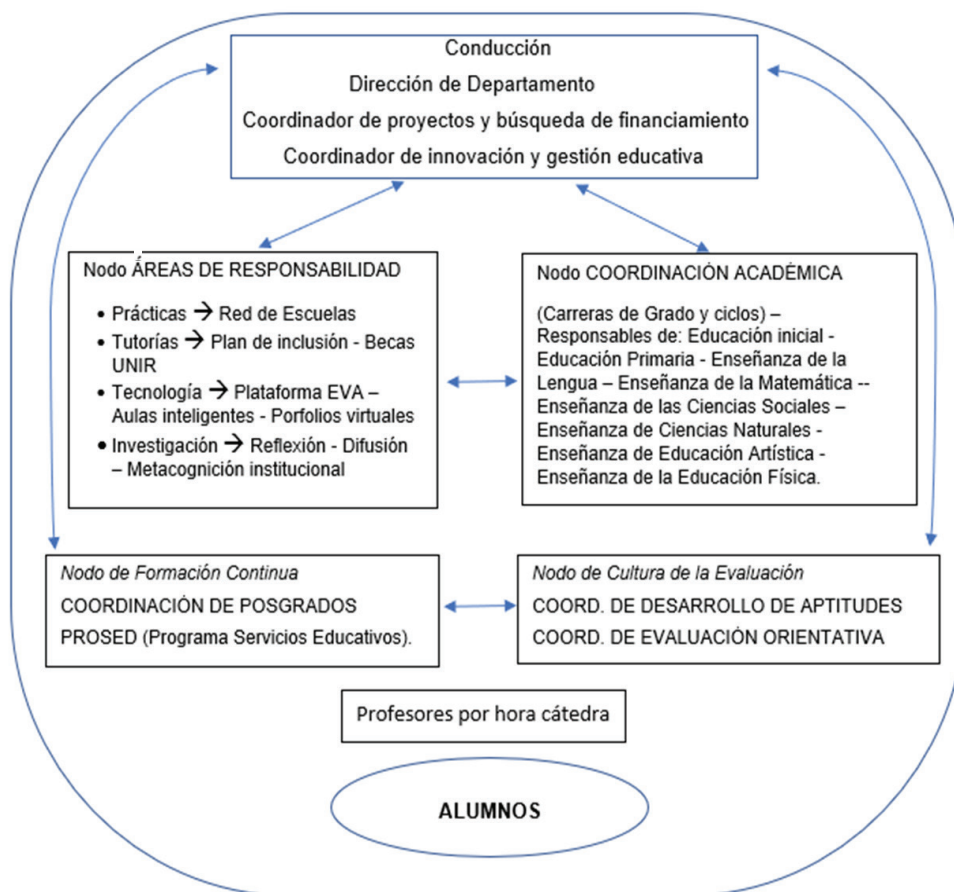 Conducción
Dirección de Departamento
Coordinador de proyectos y búsqueda de financiamiento
Coordinador de innovación y gestión educativa
Nodo ÁREAS DE RESPONSABILIDAD
• Prácticas → Red de Escuelas
• Tutorías → Plan de inclusión - Becas
UNIR
• Tecnología → Plataforma EVA –
Aulas inteligentes - Porfolios virtuales
• Investigación → Reflexión - Difusión
– Metacognición institucional
Nodo COORDINACIÓN ACADÉMICA
(Carreras de Grado y ciclos) –
Responsables de: Educación inicial -
Educación Primaria - Enseñanza de la
Lengua – Enseñanza de la Matemática --
Enseñanza de las Ciencias Sociales –
Enseñanza de Ciencias Naturales -
Enseñanza de Educación Artística -
Enseñanza de la Educación Física.
Nodo de Formación Continua
COORDINACIÓN DE POSGRADOS
PROSED (Programa Servicios Educativos).
Nodo de Cultura de la Evaluación
COORD. DE DESARROLLO DE APTITUDES
COORD. DE EVALUACIÓN ORIENTATIVA
Profesores por hora cátedra
ALUMNOS